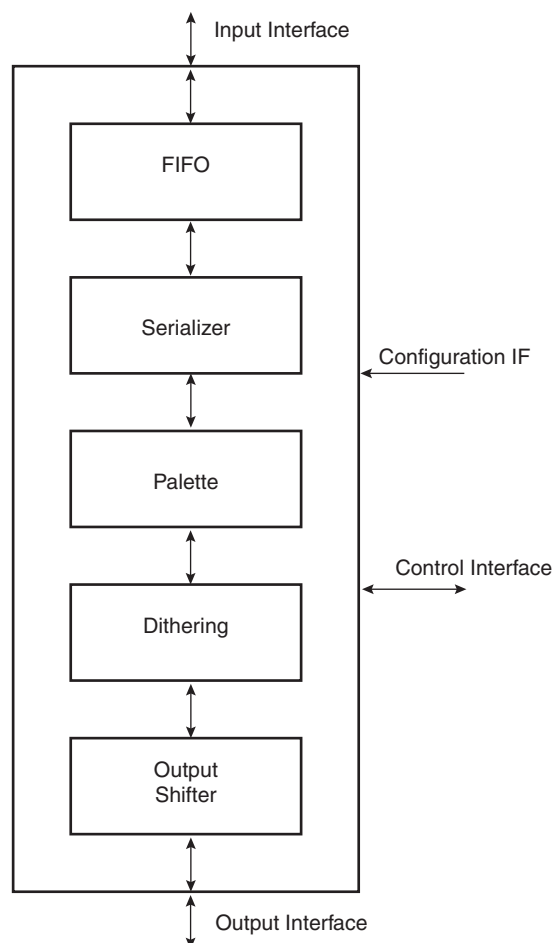 Input Interface
FIFO
Serializer
Configuration IF
Palette
Control Interface
Dithering
Output
Shifter
Output Interface